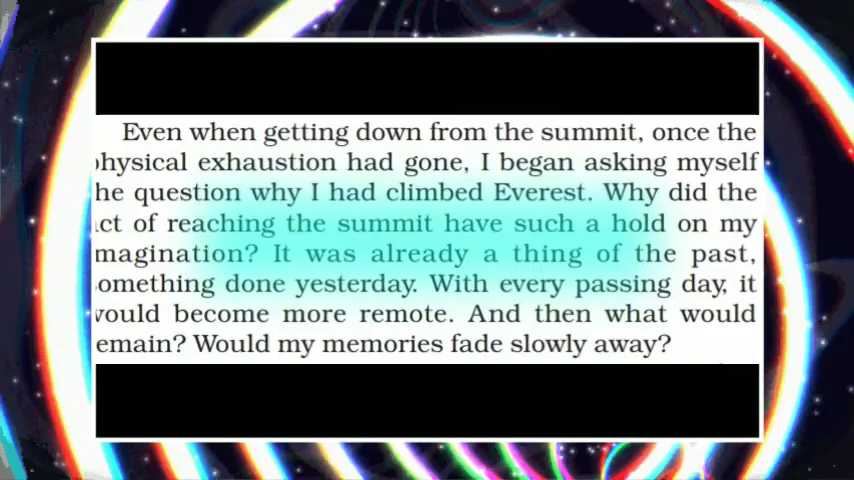 Even when getting down from the summit, once the
hysical exhaustion had gone, I began asking myself
he question why I had climbed Everest. Why did the
ct of reaching the summit have such a hold on my
magination? It was already a thing of the past,
omething done yesterday. With every passing day, it
would become more remote. And then what would
emain? Would my memories fade slowly away?